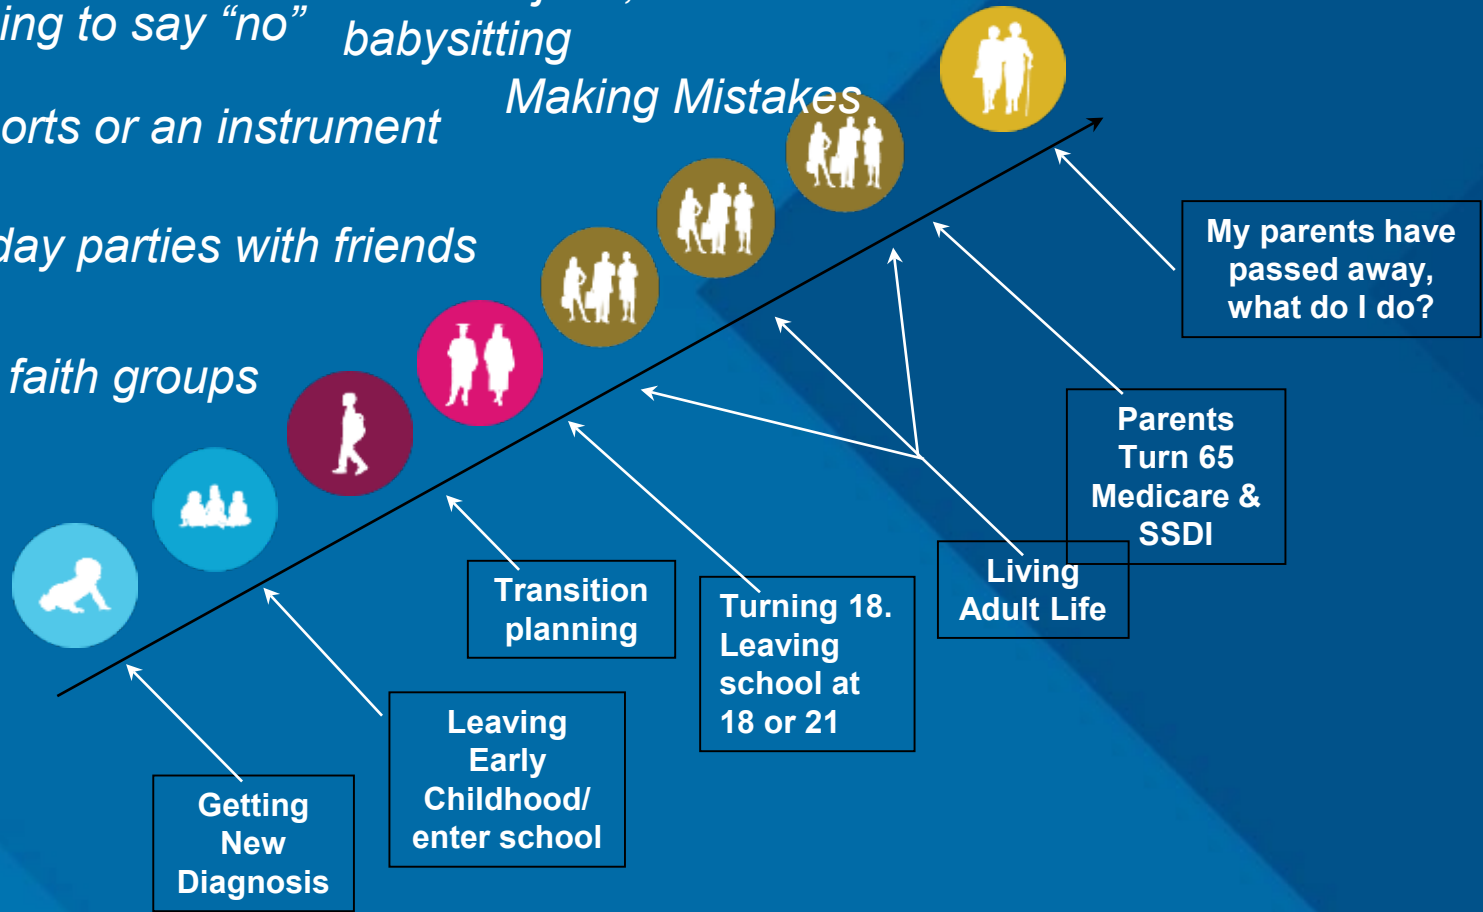 ing to say “no”
babysitting
Making Mistakes
orts or an instrument
day parties with friends
faith groups
My parents have
passed away,
what do I do?
Parents
Turn 65
Medicare &
SSDI
Living
Adult Life
Transition
planning
Turning 18.
Leaving
school at
18 or 21
Leaving
Early
Childhood/
enter school
Getting
New
Diagnosis